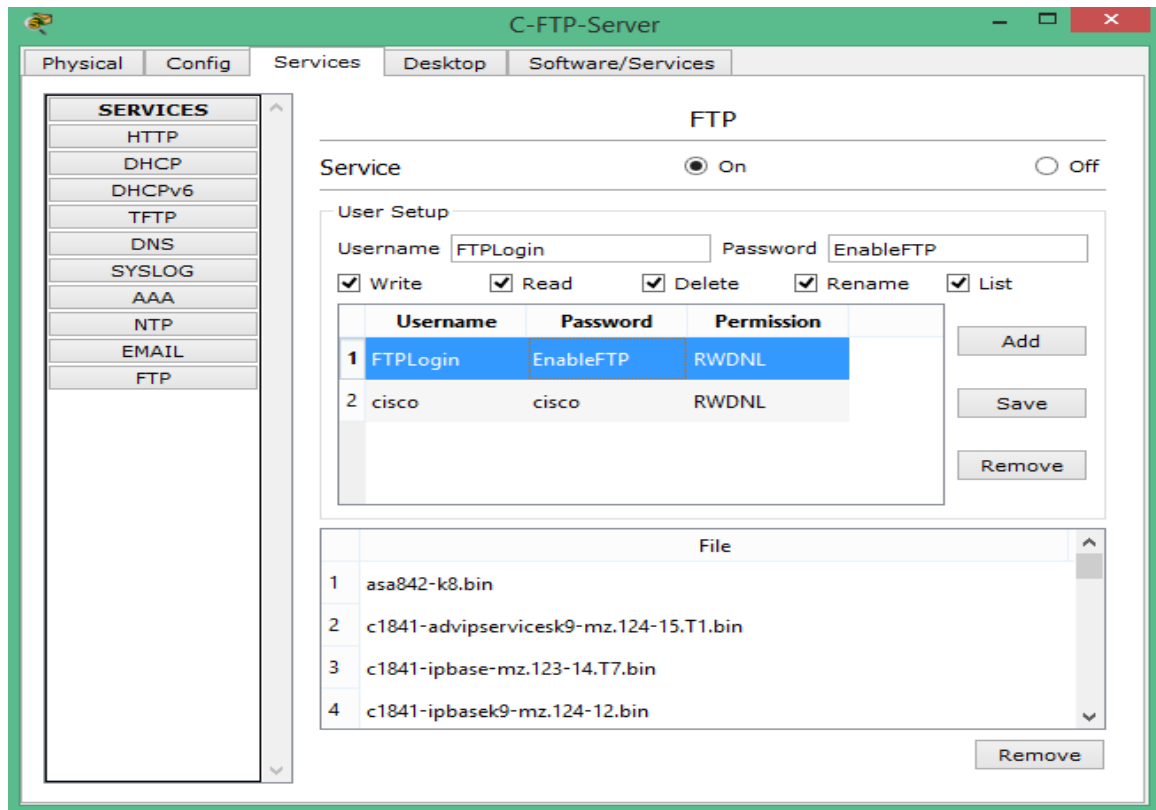 C-FTP-Server
Physical Config Services Desktop Software/Services
SERVICES
HTTP
DHCP
DHCPv6
TFTP
DNS
SYSLOG
AAA
NTP
EMAIL
FTP
FTP
Service On Off
User Setup
Username FTPLogin Password EnableFTP
Write Read Delete Rename List
Username Password Permission
1 FTPLogin EnableFTP RWDNL
2 cisco cisco RWDNL
Add
Save
Remove
File
1 asa842-k8.bin
2 c1841-advipservicesk9-mz.124-15.T1.bin
3 c1841-ipbase-mz.123-14.T7.bin
4 c1841-ipbasek9-mz.124-12.bin
Remove